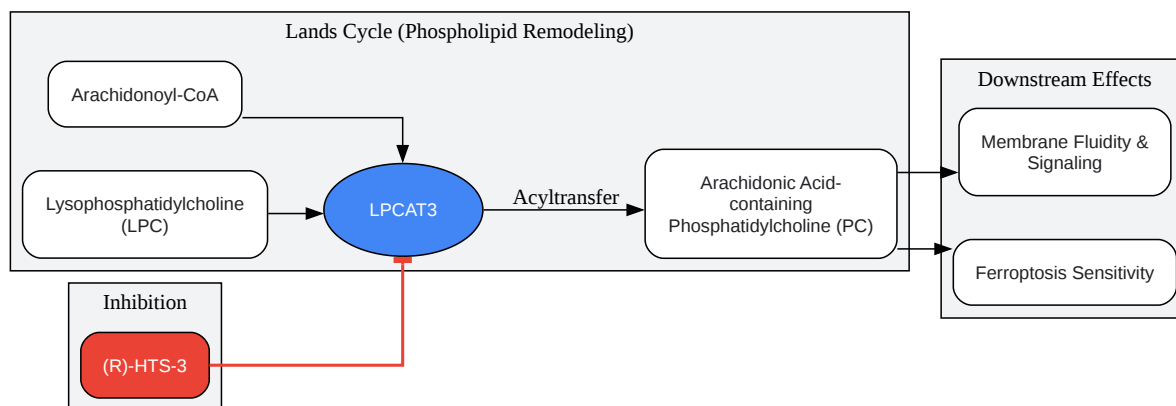 Lands Cycle (Phospholipid Remodeling)
Arachidonoyl-CoA
Lysophosphatidylcholine
(LPC)
LPCAT3
Acyltransfer
Arachidonic Acid-
containing
Phosphatidylcholine (PC)
Downstream Effects
Membrane Fluidity &
Signaling
Ferroptosis Sensitivity
Inhibition
(R)-HTS-3